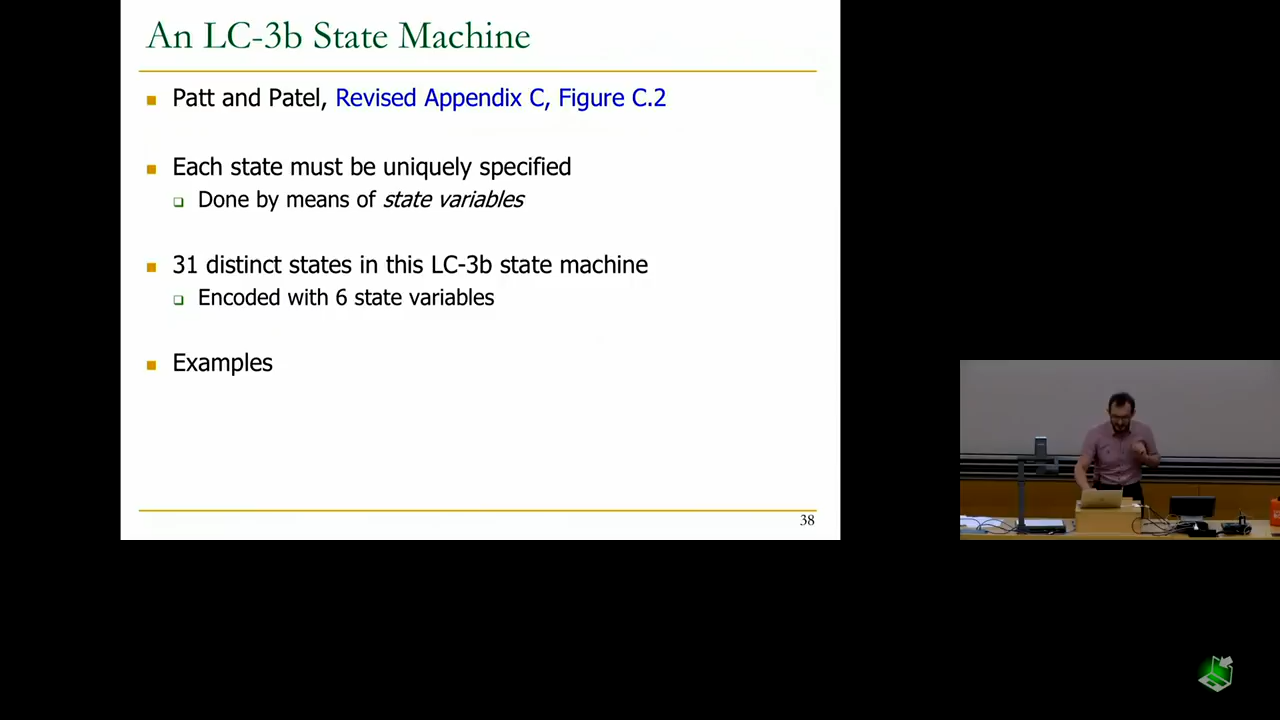 An LC-3b State Machine
Patt and Patel, Revised Appendix C, Figure C.2
Each state must be uniquely specified
Done by means of state variables
31 distinct states in this LC-3b state machine
Encoded with 6 state variables
Examples
38